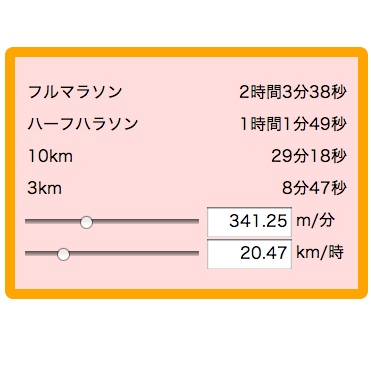 フルマラソン 2時間3分38秒
ハーフハラソン 1時間1分49秒
10km 29分18秒
3km 8分47秒
341.25 m/分
20.47 km/時